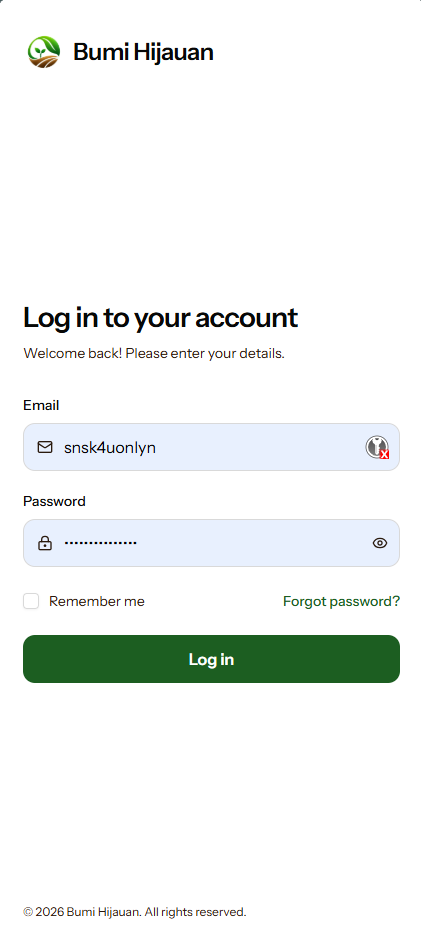 Bumi Hijauan
Log in to your account
Welcome back! Please enter your details.
Email
snsk4uonlyn
Password
•••••••••••••••
Remember me
Forgot password?
Log in
© 2026 Bumi Hijauan. All rights reserved.